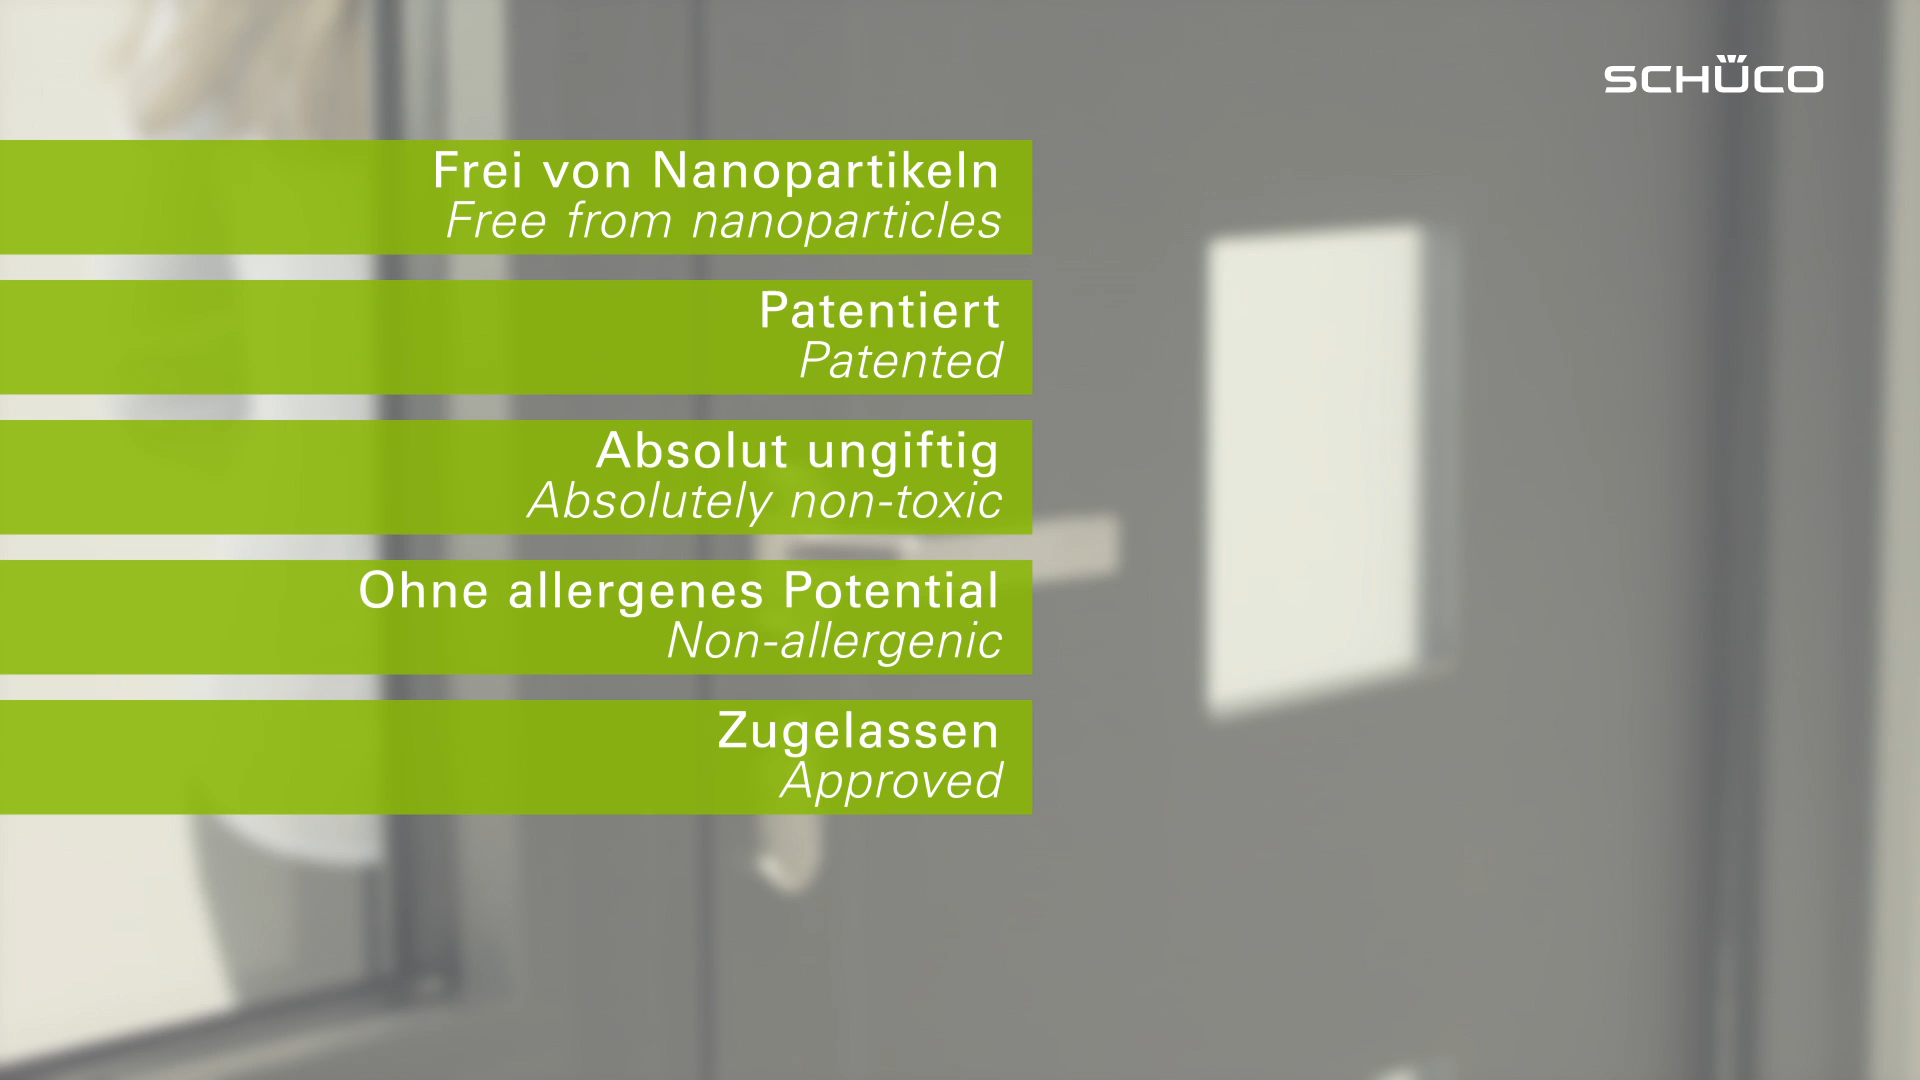 SCHÜCO
Frei von Nanopartikeln
Free from nanoparticles
Patentiert
Patented
Absolut ungiftig
Absolutely non-toxic
Ohne allergenes Potential
Non-allergenic
Zugelassen
Approved